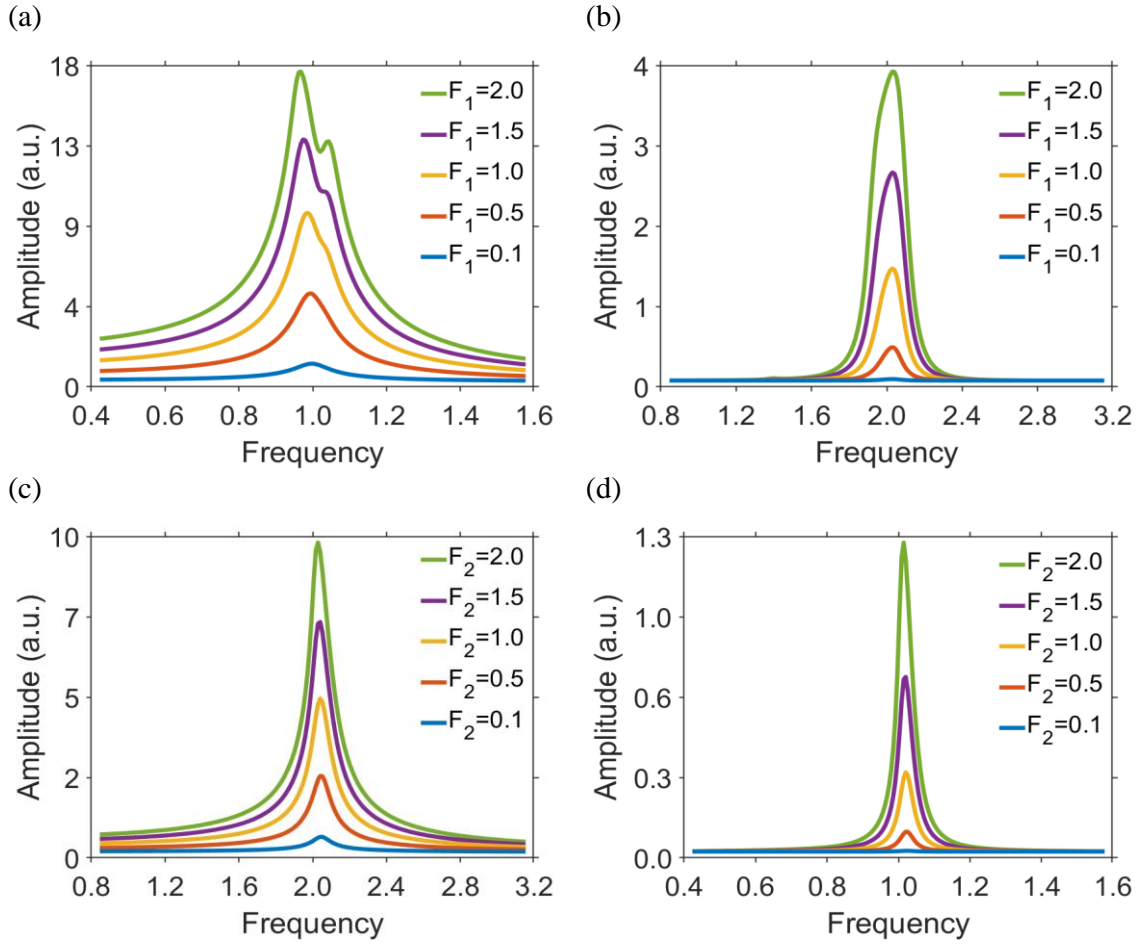 (a)
(b)
18
13
9
4
0
Amplitude (a.u.)
F1=2.0
F1=1.5
F1=1.0
F1=0.5
F1=0.1
0.4 0.6 0.8 1.0 1.2 1.4 1.6
Frequency
4
3
2
1
0
Amplitude (a.u.)
F1=2.0
F1=1.5
F1=1.0
F1=0.5
F1=0.1
0.8 1.2 1.6 2.0 2.4 2.8 3.2
Frequency
(c)
(d)
10
7
5
2
0
Amplitude (a.u.)
F2=2.0
F2=1.5
F2=1.0
F2=0.5
F2=0.1
0.8 1.2 1.6 2.0 2.4 2.8 3.2
Frequency
1.3
1.0
0.6
0.3
0.0
Amplitude (a.u.)
F2=2.0
F2=1.5
F2=1.0
F2=0.5
F2=0.1
0.4 0.6 0.8 1.0 1.2 1.4 1.6
Frequency